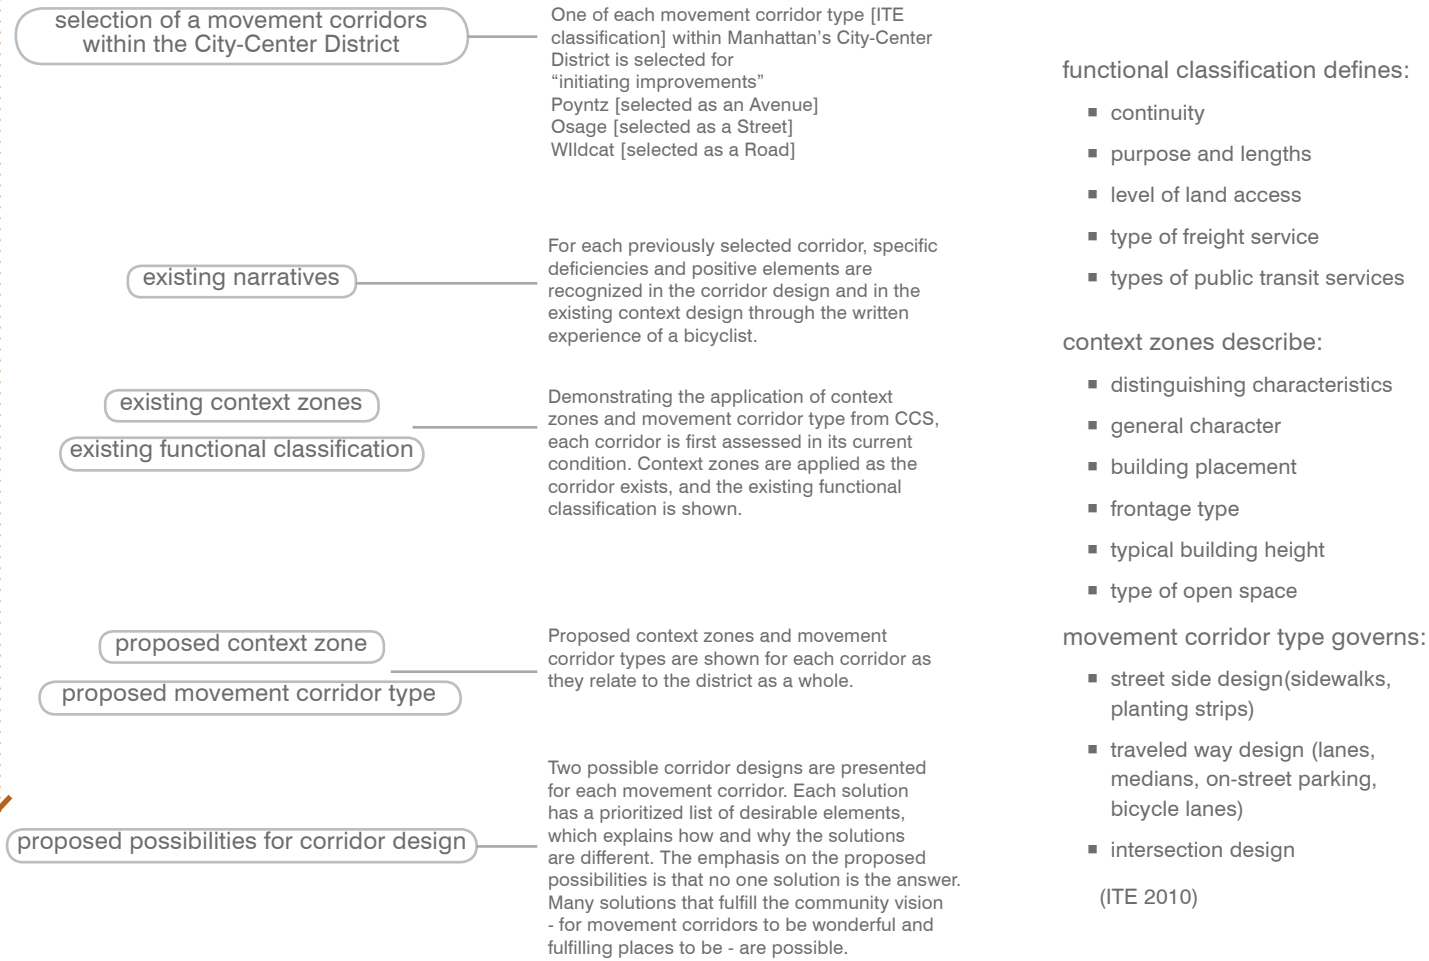 selection of a movement corridors
within the City-Center District
One of each movement corridor type [ITE
classification] within Manhattan’s City-Center
District is selected for
“initiating improvements”
Poyntz [selected as an Avenue]
Osage [selected as a Street]
WIldcat [selected as a Road]
existing narratives
For each previously selected corridor, specific
deficiencies and positive elements are
recognized in the corridor design and in the
existing context design through the written
experience of a bicyclist.
existing context zones
existing functional classification
Demonstrating the application of context
zones and movement corridor type from CCS,
each corridor is first assessed in its current
condition. Context zones are applied as the
corridor exists, and the existing functional
classification is shown.
proposed context zone
proposed movement corridor type
Proposed context zones and movement
corridor types are shown for each corridor as
they relate to the district as a whole.
proposed possibilities for corridor design
Two possible corridor designs are presented
for each movement corridor. Each solution
has a prioritized list of desirable elements,
which explains how and why the solutions
are different. The emphasis on the proposed
possibilities is that no one solution is the answer.
Many solutions that fulfill the community vision
- for movement corridors to be wonderful and
fulfilling places to be - are possible.
functional classification defines:
▪ continuity
▪ purpose and lengths
▪ level of land access
▪ type of freight service
▪ types of public transit services
context zones describe:
▪ distinguishing characteristics
▪ general character
▪ building placement
▪ frontage type
▪ typical building height
▪ type of open space
movement corridor type governs:
▪ street side design(sidewalks,
planting strips)
▪ traveled way design (lanes,
medians, on-street parking,
bicycle lanes)
▪ intersection design
(ITE 2010)